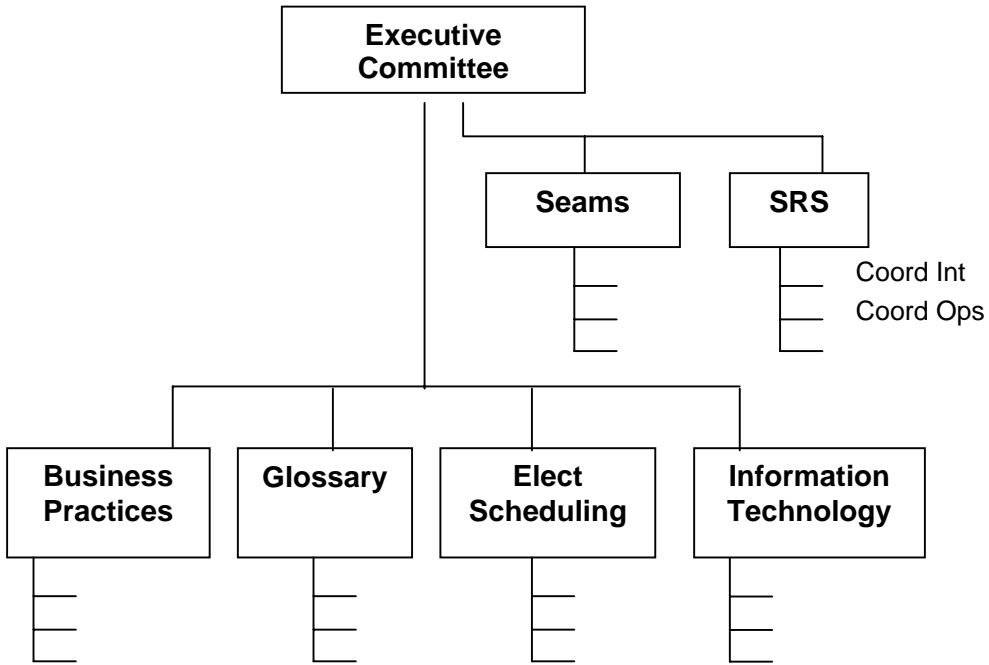 Executive
Committee
Seams
SRS
Coord Int
Coord Ops
Business
Practices
Glossary
Elect
Scheduling
Information
Technology